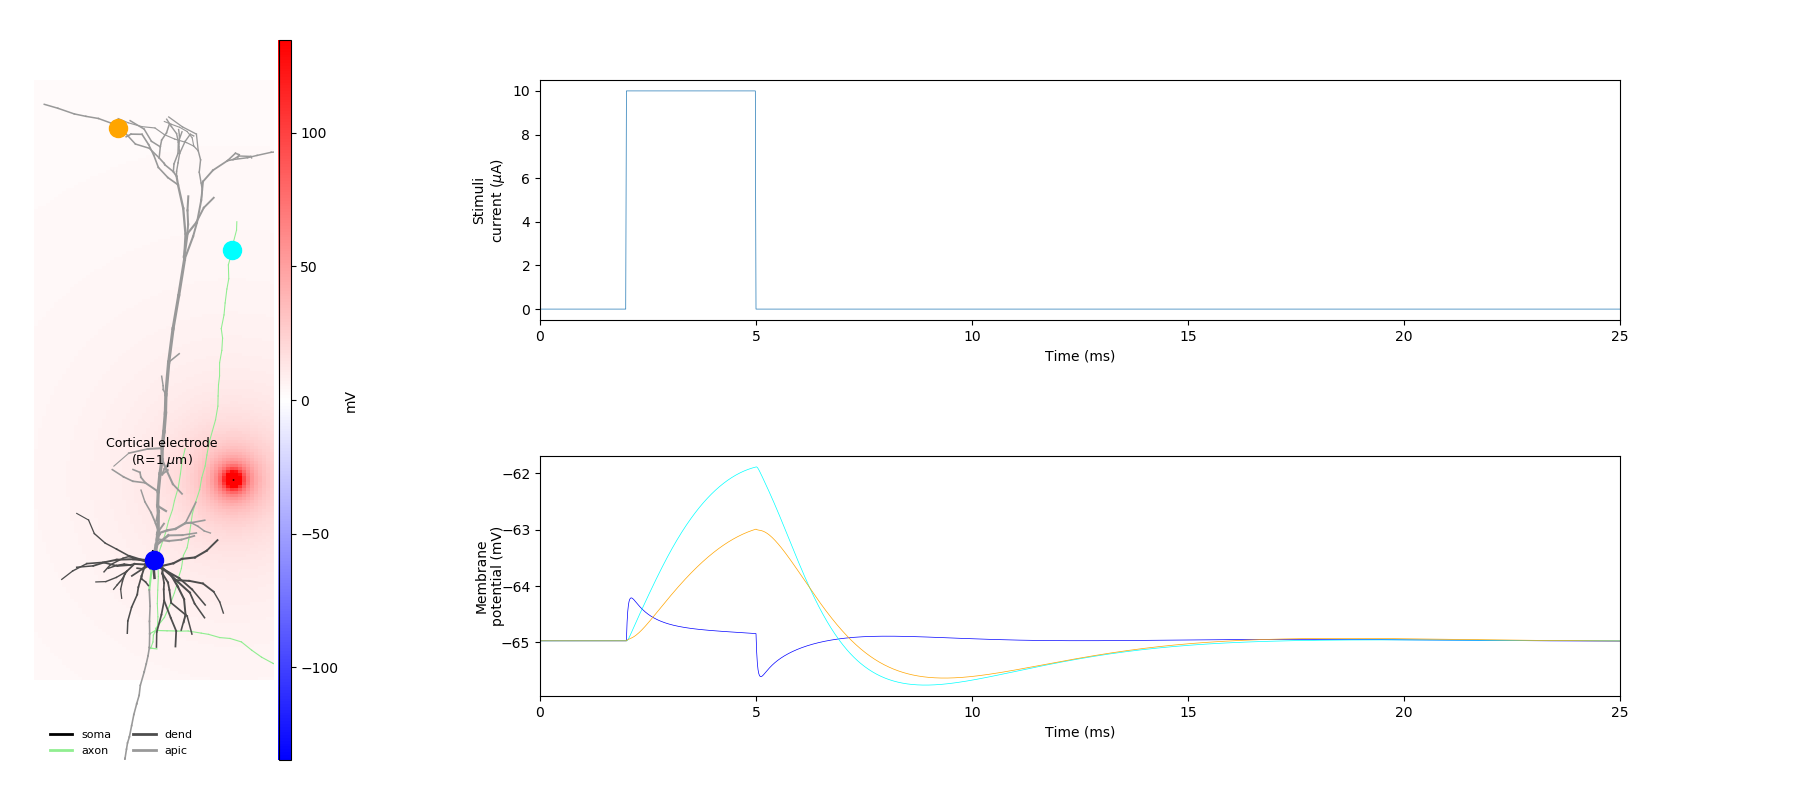 Cortical electrode
(R=1 μm)
soma
dend
axon
apic
100
50
0
−50
−100
mV
Stimuli
current (μA)
10
8
6
4
2
0
0
5
10
15
20
25
Time (ms)
Membrane
potential (mV)
−62
−63
−64
−65
0
5
10
15
20
25
Time (ms)